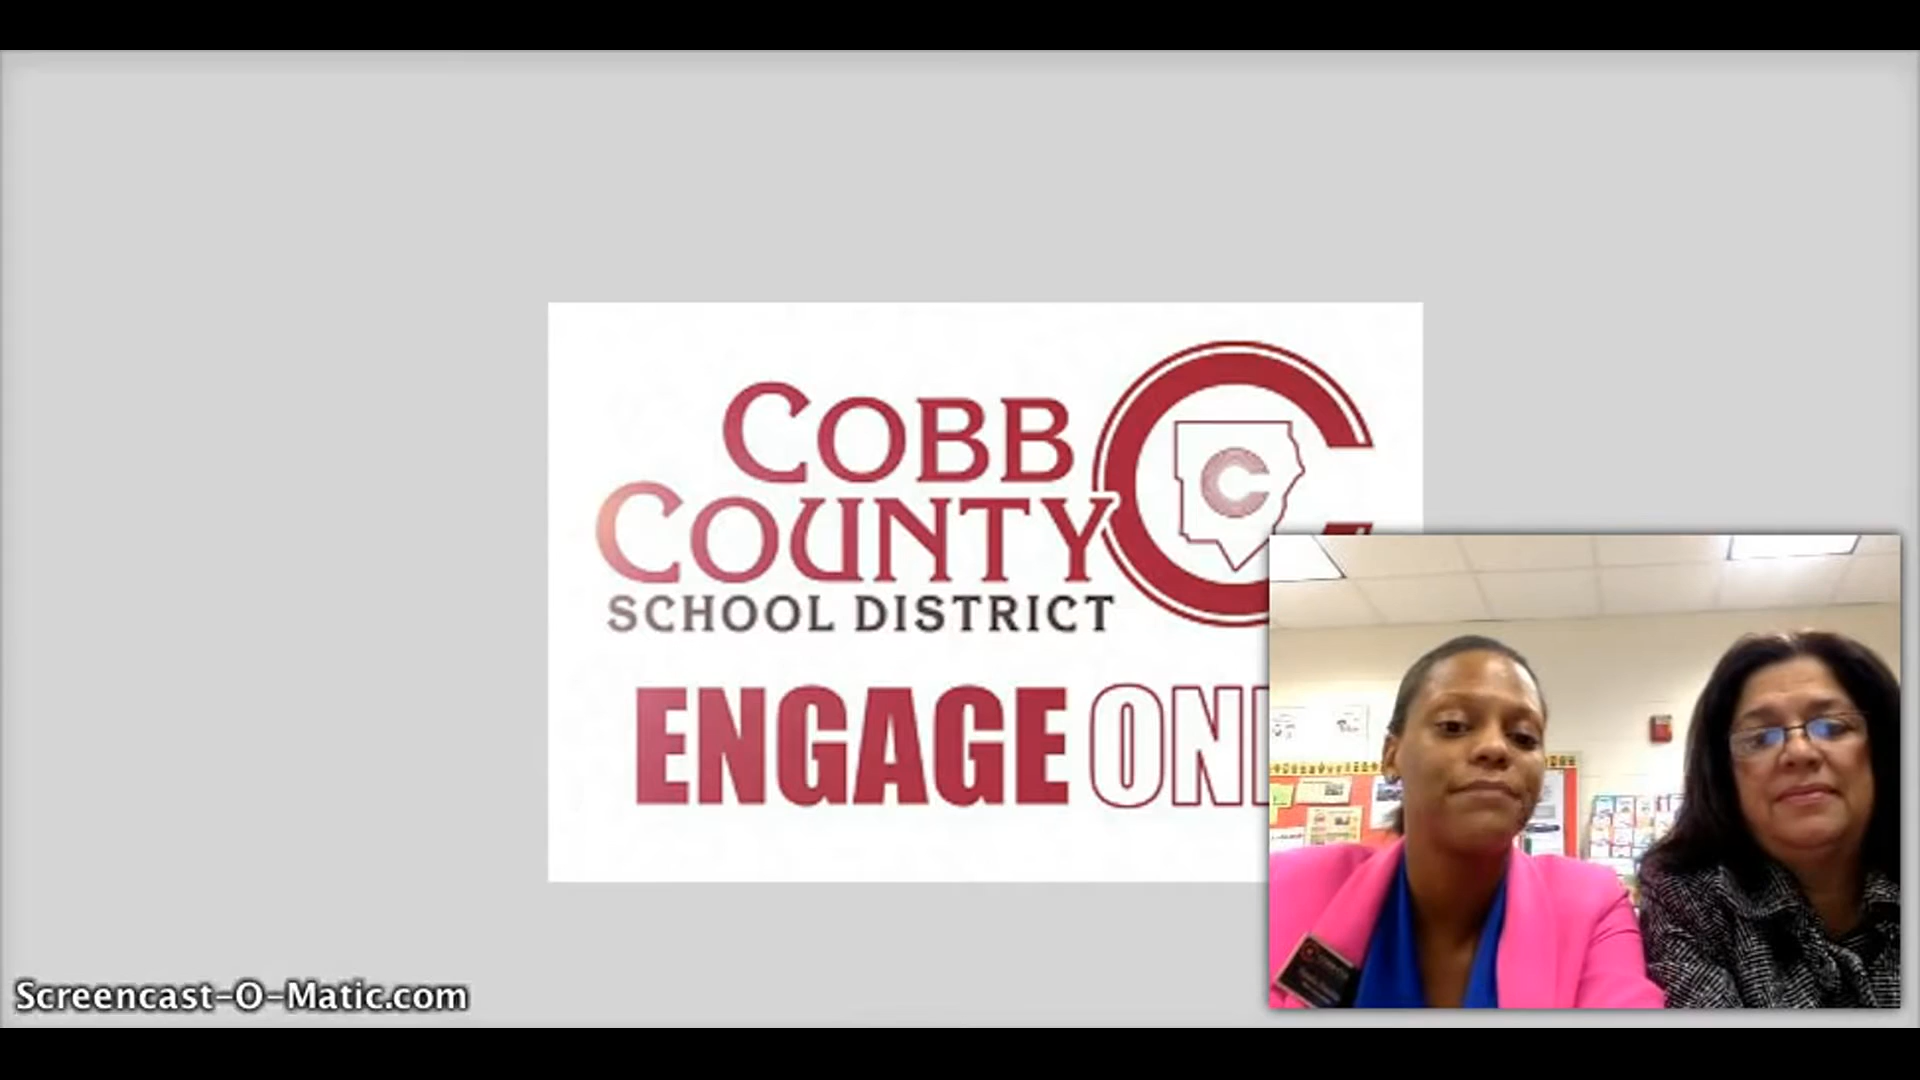 COBB
COUNTY
SCHOOL DISTRICT
C
ENGAGE
Screencast-O-Matic.com